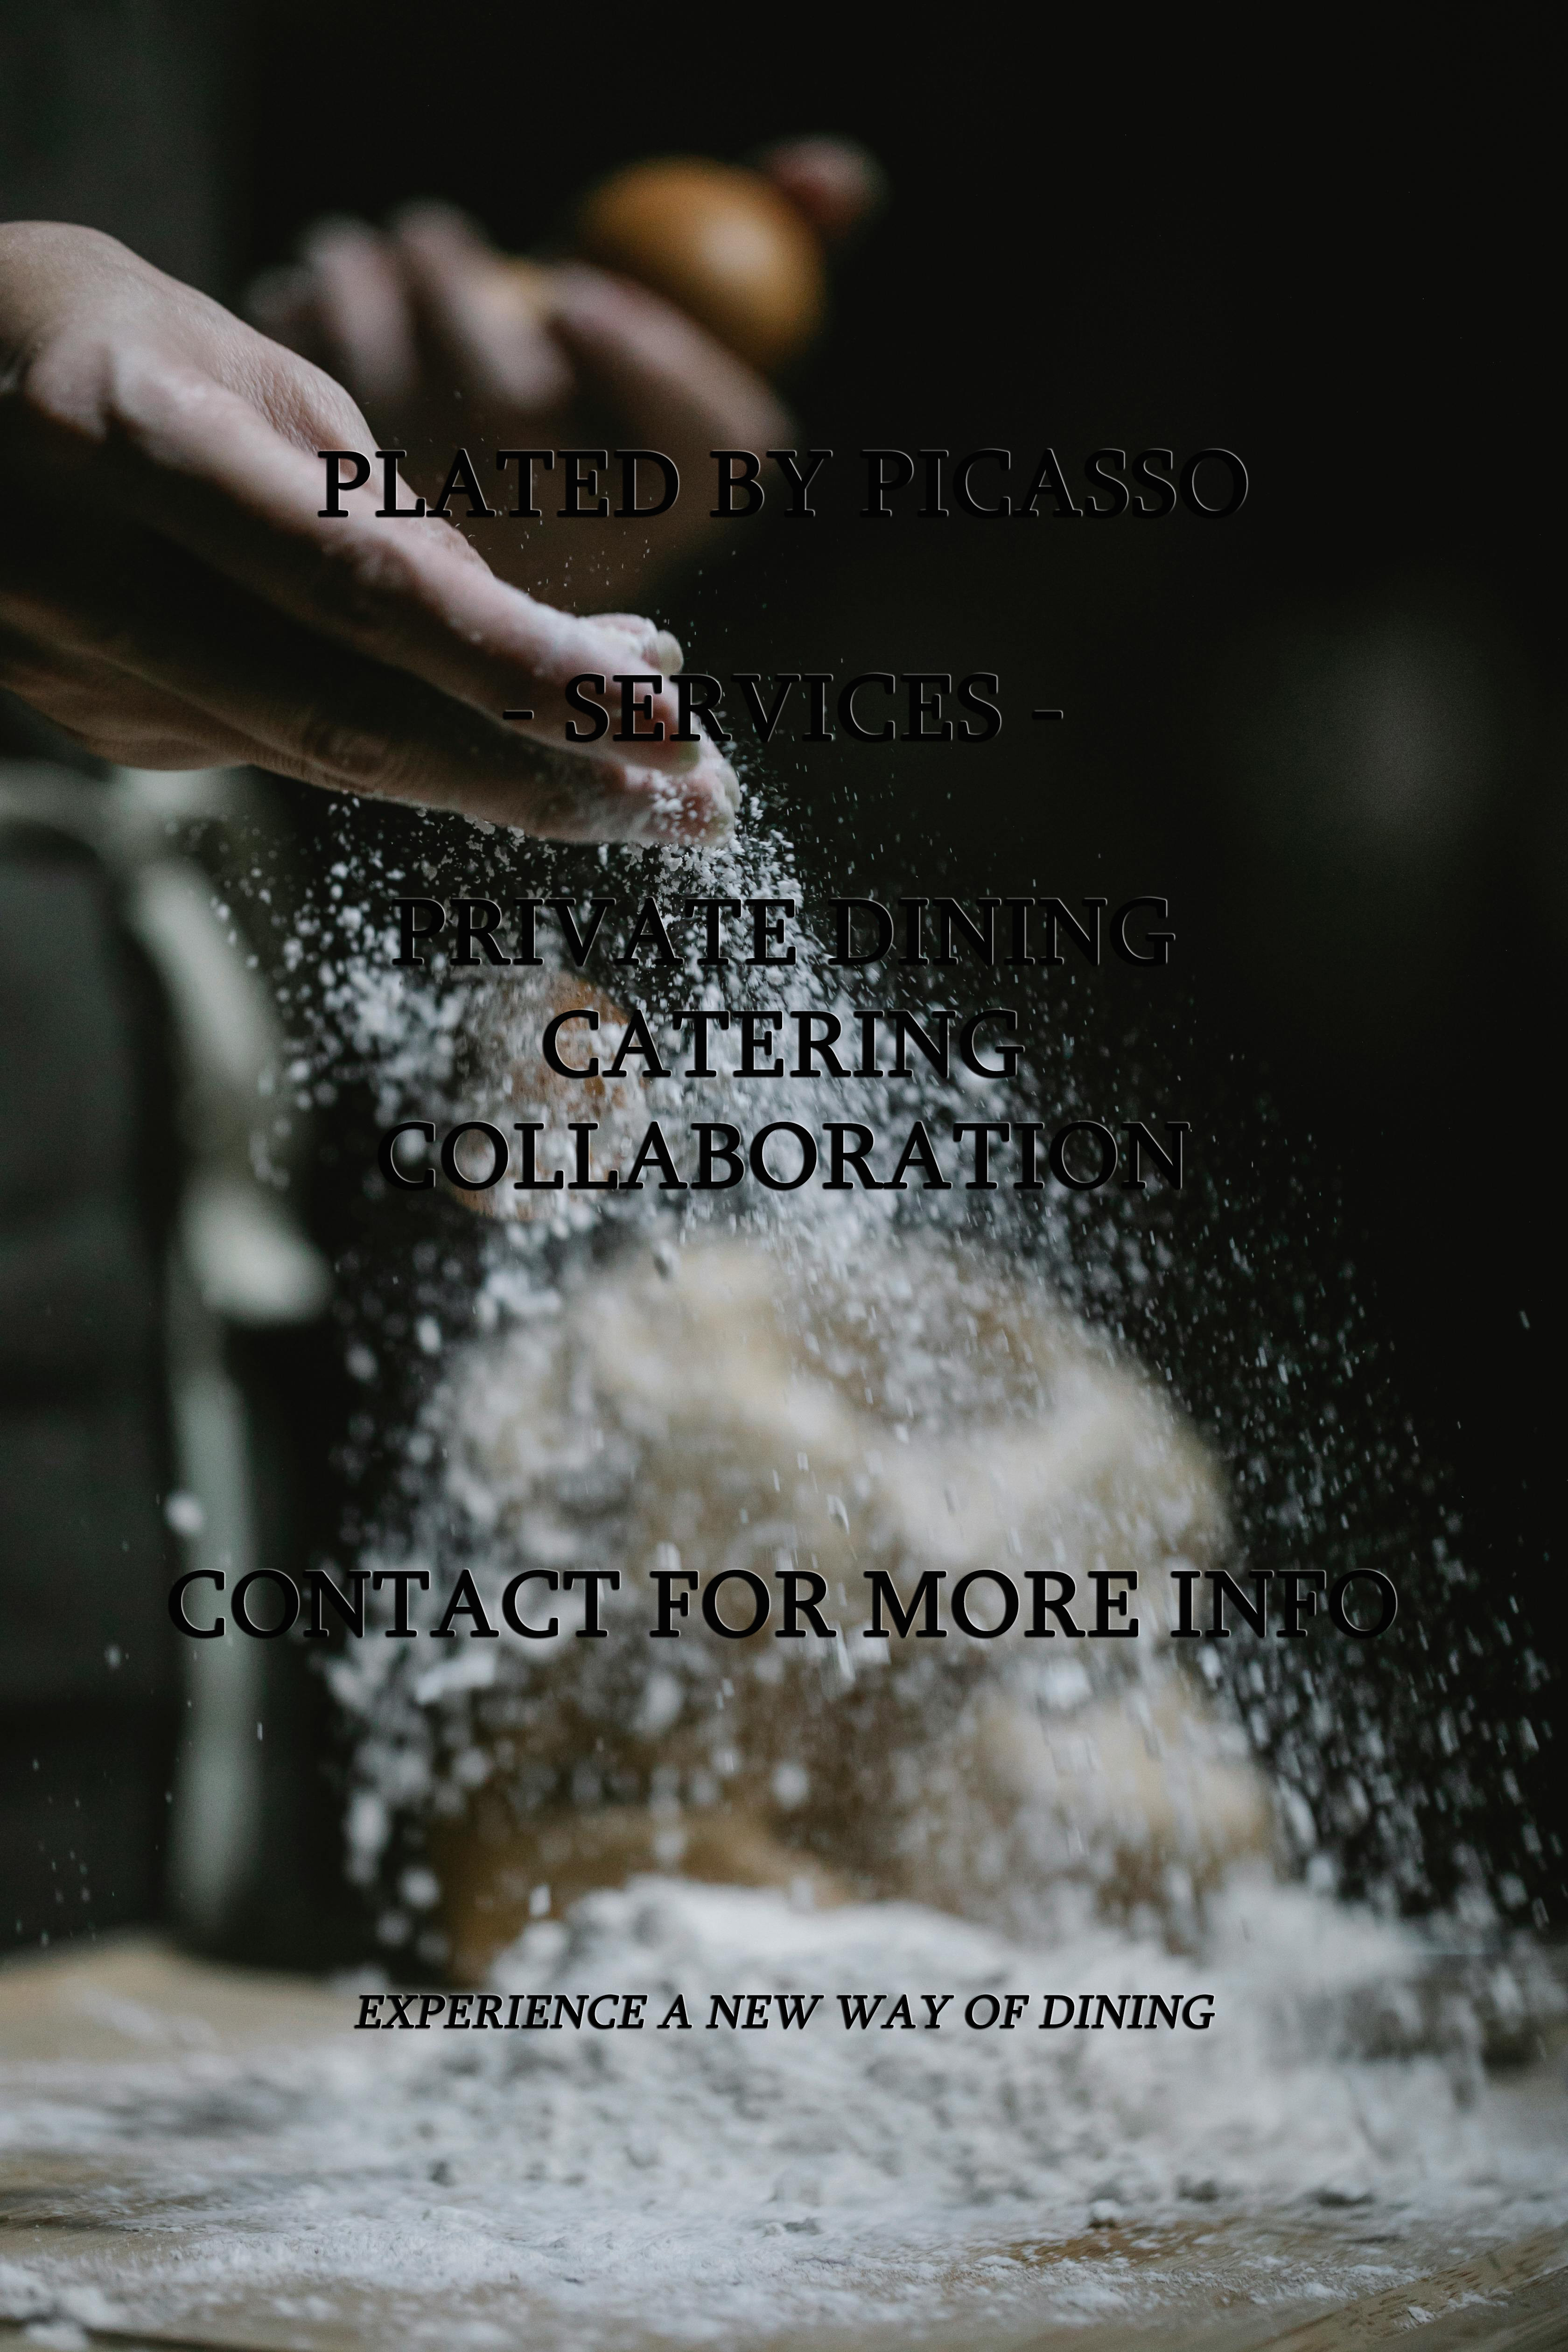 PLATED BY PICASSO
- SERVICES -
PRIVATE DINING
CATERING
COLLABORATION
CONTACT FOR MORE INFO
EXPERIENCE A NEW WAY OF DINING